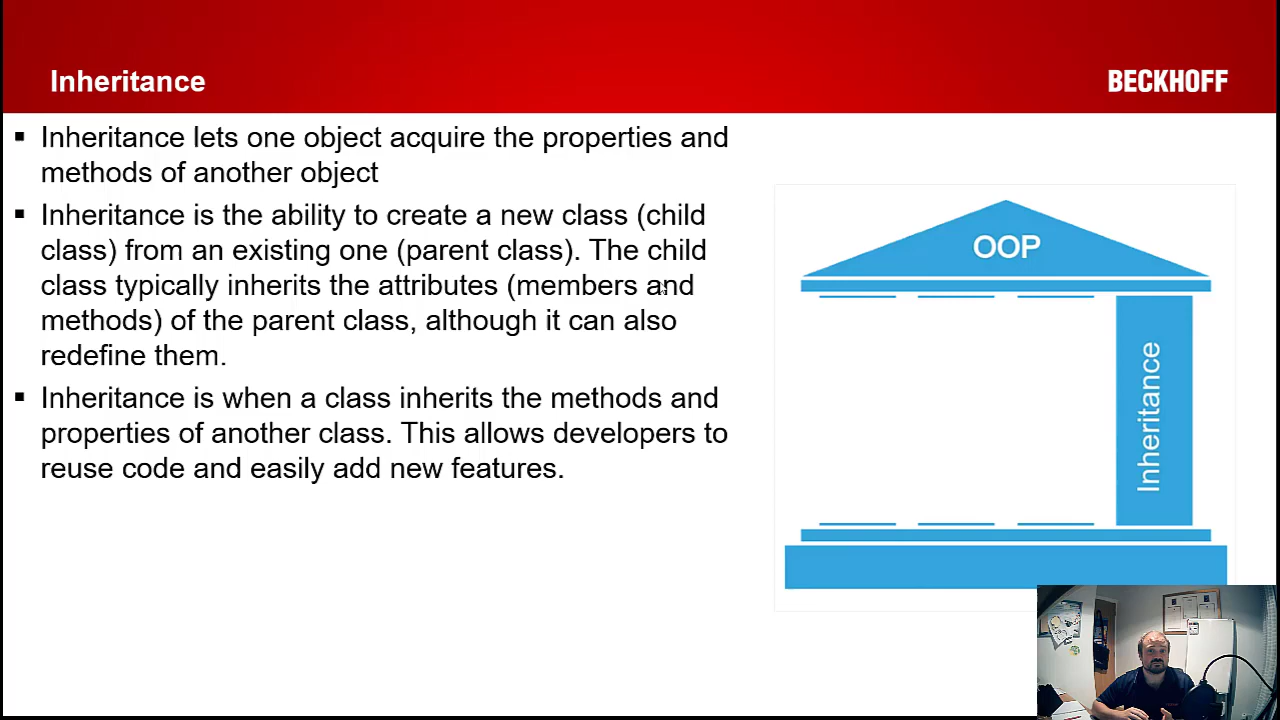 Inheritance
BECKHOFF
▪ Inheritance lets one object acquire the properties and
methods of another object
▪ Inheritance is the ability to create a new class (child
class) from an existing one (parent class). The child
class typically inherits the attributes (members and
methods) of the parent class, although it can also
redefine them.
▪ Inheritance is when a class inherits the methods and
properties of another class. This allows developers to
reuse code and easily add new features.
OOP
Inheritance